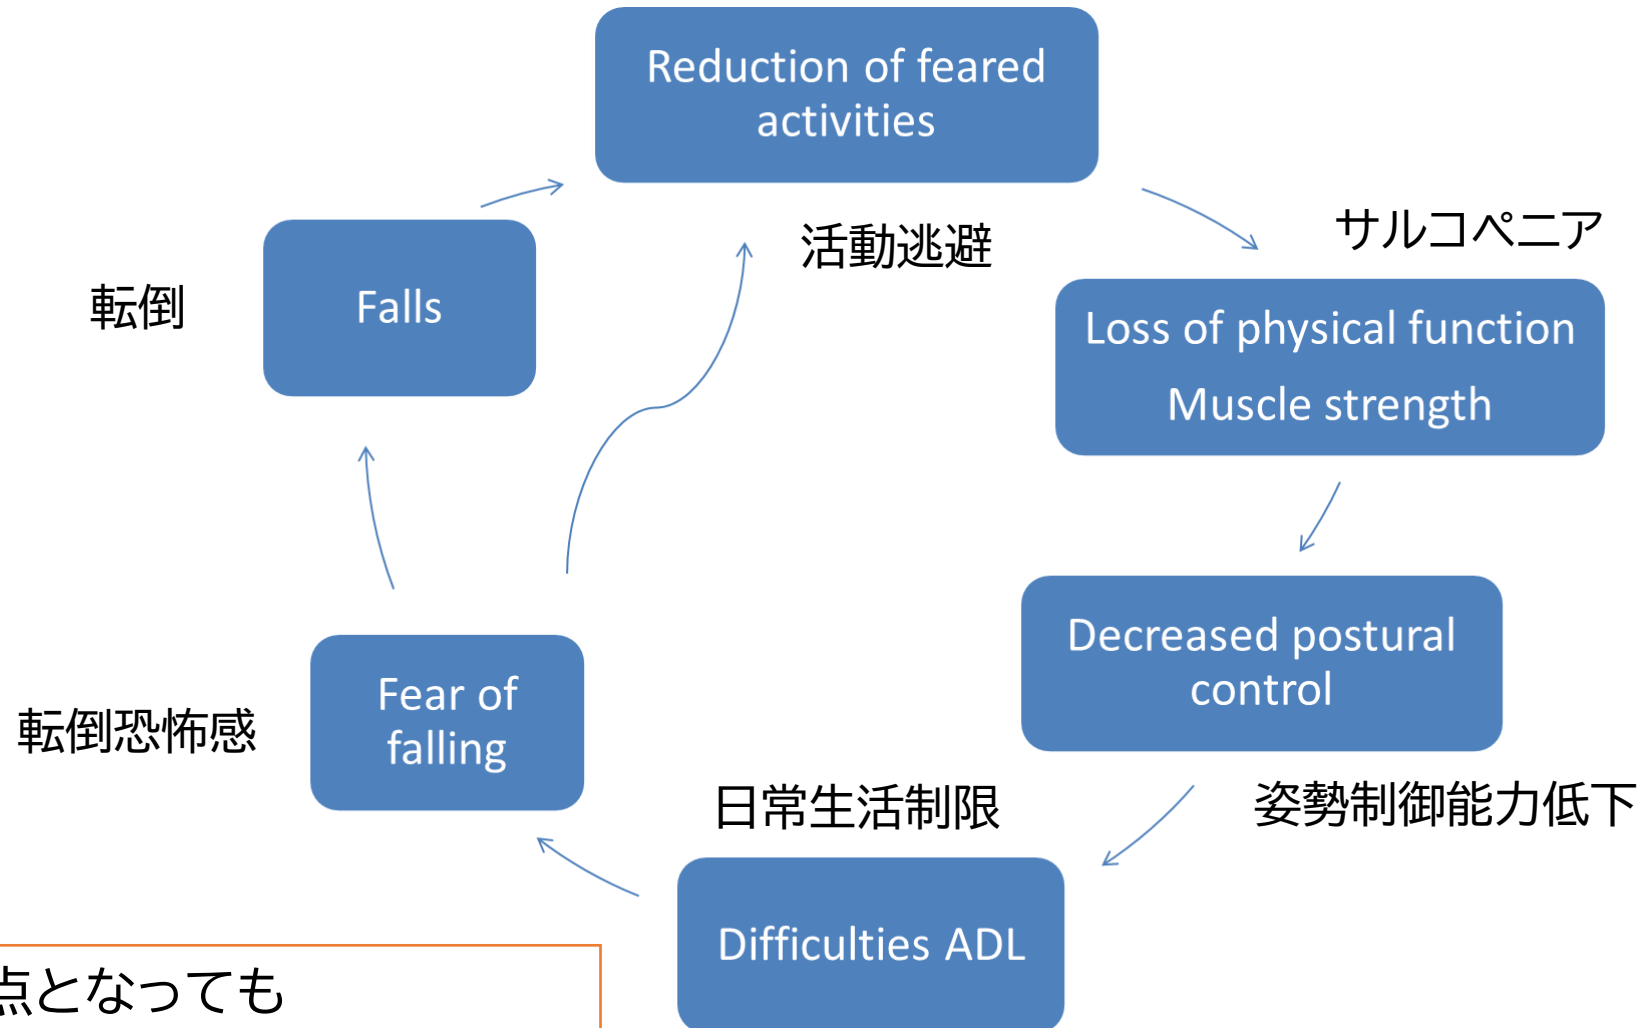 Reduction of feared
activities
活動逃避
サルコペニア
Loss of physical function
Muscle strength
Decreased postural
control
姿勢制御能力低下
日常生活制限
Difficulties ADL
Fear of
falling
転倒恐怖感
Falls
転倒
点となっても